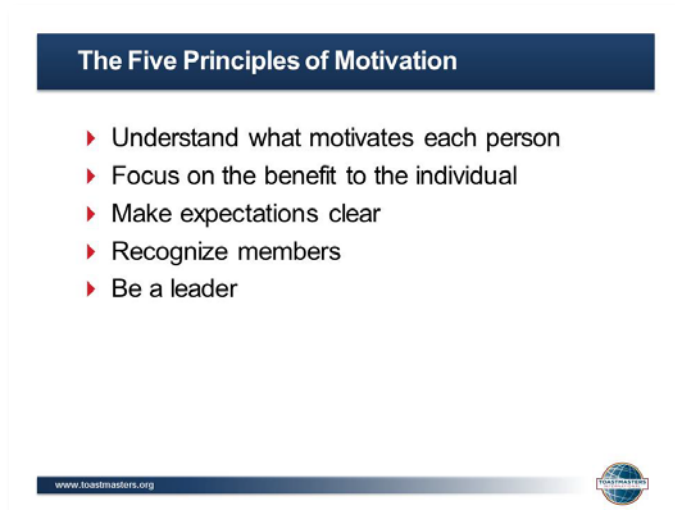 The Five Principles of Motivation
Understand what motivates each person
Focus on the benefit to the individual
Make expectations clear
Recognize members
Be a leader
www.toastmasters.org
TOASTMASTERS
INTERNATIONAL